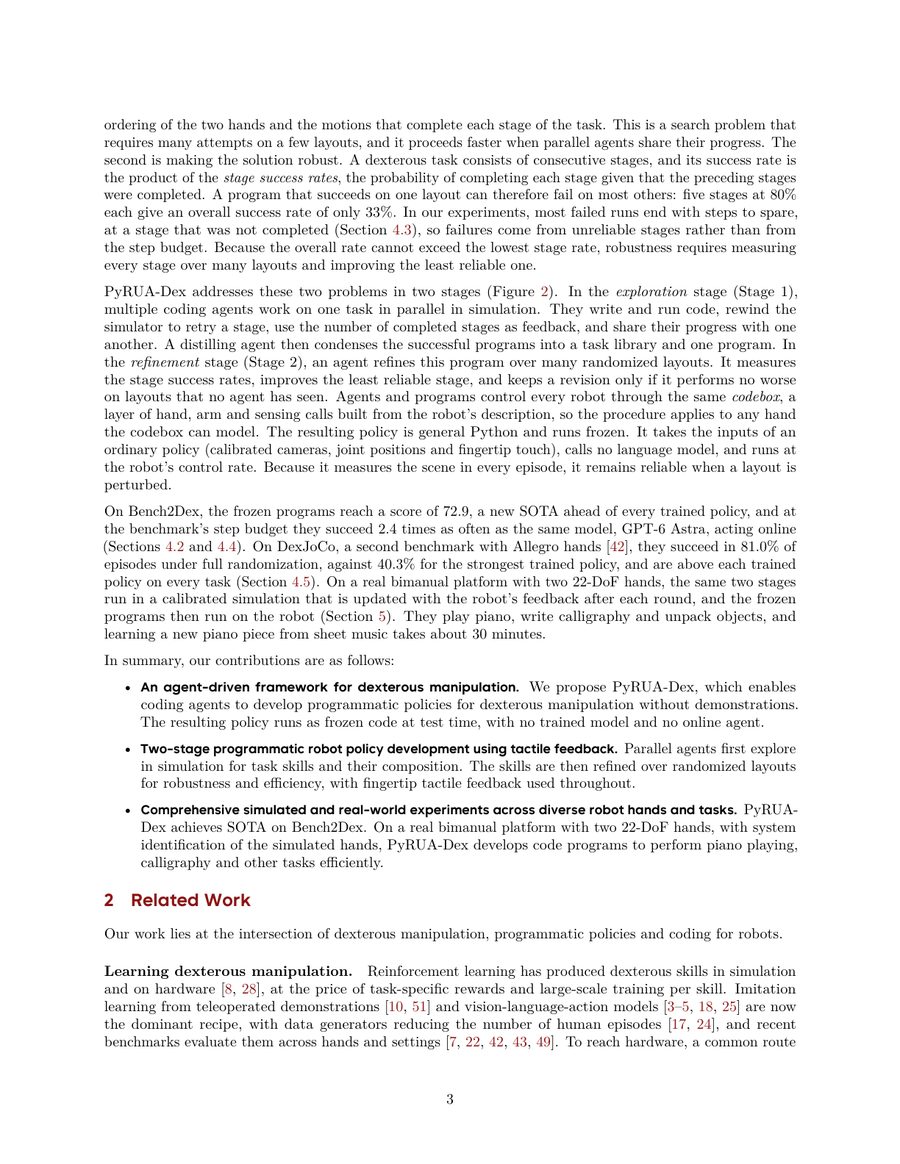 ordering of the two hands and the motions that complete each stage of the task. This is a search problem that
requires many attempts on a few layouts, and it proceeds faster when parallel agents share their progress. The
second is making the solution robust. A dexterous task consists of consecutive stages, and its success rate is
the product of the stage success rates, the probability of completing each stage given that the preceding stages
were completed. A program that succeeds on one layout can therefore fail on most others: five stages at 80%
each give an overall success rate of only 33%. In our experiments, most failed runs end with steps to spare,
at a stage that was not completed (Section 4.3), so failures come from unreliable stages rather than from
the step budget. Because the overall rate cannot exceed the lowest stage rate, robustness requires measuring
every stage over many layouts and improving the least reliable one.
PyRUA-Dex addresses these two problems in two stages (Figure 2). In the exploration stage (Stage 1),
multiple coding agents work on one task in parallel in simulation. They write and run code, rewind the
simulator to retry a stage, use the number of completed stages as feedback, and share their progress with one
another. A distilling agent then condenses the successful programs into a task library and one program. In
the refinement stage (Stage 2), an agent refines this program over many randomized layouts. It measures
the stage success rates, improves the least reliable stage, and keeps a revision only if it performs no worse
on layouts that no agent has seen. Agents and programs control every robot through the same codebox, a
layer of hand, arm and sensing calls built from the robot's description, so the procedure applies to any hand
the codebox can model. The resulting policy is general Python and runs frozen. It takes the inputs of an
ordinary policy (calibrated cameras, joint positions and fingertip touch), calls no language model, and runs at
the robot's control rate. Because it measures the scene in every episode, it remains reliable when a layout is
perturbed.
On Bench2Dex, the frozen programs reach a score of 72.9, a new SOTA ahead of every trained policy, and at
the benchmark's step budget they succeed 2.4 times as often as the same model, GPT-6 Astra, acting online
(Sections 4.2 and 4.4). On DexJoCo, a second benchmark with Allegro hands [42], they succeed in 81.0% of
episodes under full randomization, against 40.3% for the strongest trained policy, and are above each trained
policy on every task (Section 4.5). On a real bimanual platform with two 22-DoF hands, the same two stages
run in a calibrated simulation that is updated with the robot's feedback after each round, and the frozen
programs then run on the robot (Section 5). They play piano, write calligraphy and unpack objects, and
learning a new piano piece from sheet music takes about 30 minutes.
In summary, our contributions are as follows:
• An agent-driven framework for dexterous manipulation. We propose PyRUA-Dex, which enables
coding agents to develop programmatic policies for dexterous manipulation without demonstrations.
The resulting policy runs as frozen code at test time, with no trained model and no online agent.
• Two-stage programmatic robot policy development using tactile feedback. Parallel agents first explore
in simulation for task skills and their composition. The skills are then refined over randomized layouts
for robustness and efficiency, with fingertip tactile feedback used throughout.
• Comprehensive simulated and real-world experiments across diverse robot hands and tasks. PyRUA-
Dex achieves SOTA on Bench2Dex. On a real bimanual platform with two 22-DoF hands, with system
identification of the simulated hands, PyRUA-Dex develops code programs to perform piano playing,
calligraphy and other tasks efficiently.
2 Related Work
Our work lies at the intersection of dexterous manipulation, programmatic policies and coding for robots.
Learning dexterous manipulation. Reinforcement learning has produced dexterous skills in simulation
and on hardware [8, 28], at the price of task-specific rewards and large-scale training per skill. Imitation
learning from teleoperated demonstrations [10, 51] and vision-language-action models [3–5, 18, 25] are now
the dominant recipe, with data generators reducing the number of human episodes [17, 24], and recent
benchmarks evaluate them across hands and settings [7, 22, 42, 43, 49]. To reach hardware, a common route
3